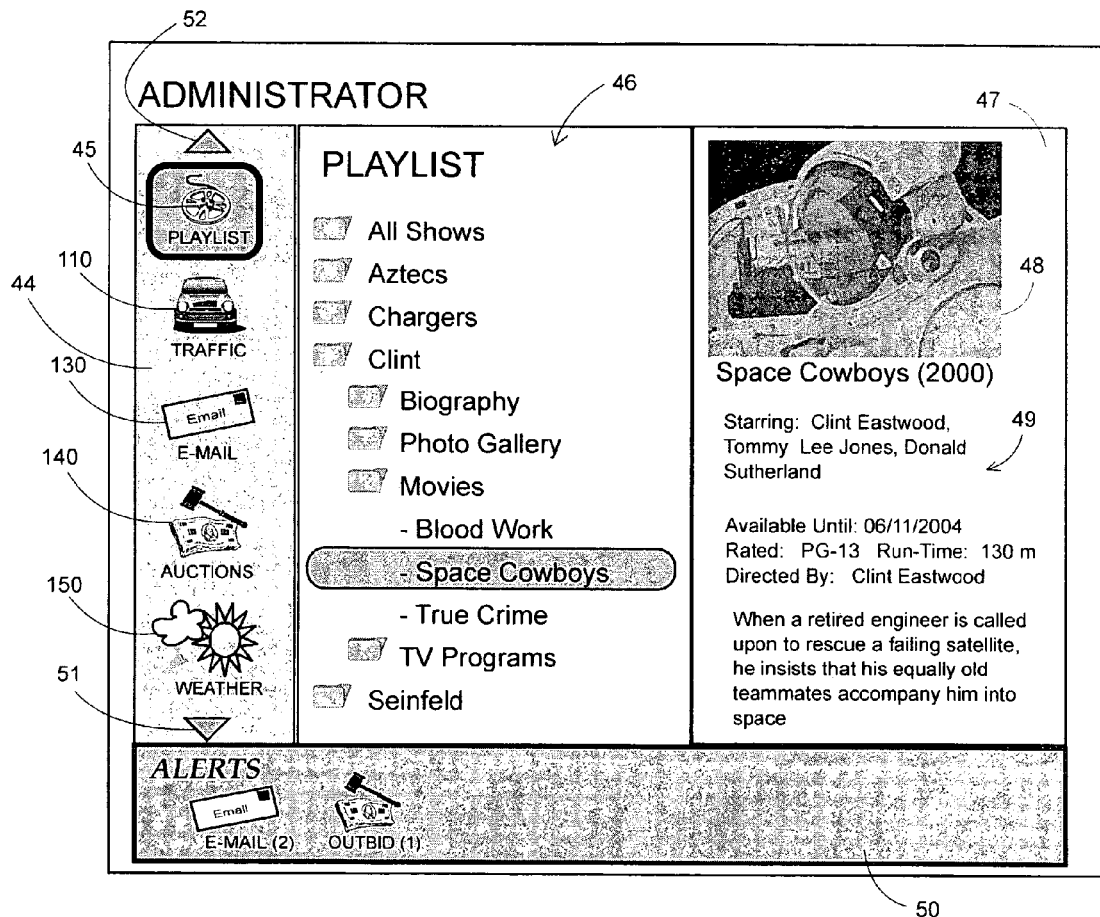 52
ADMINISTRATOR
46
47
45
PLAYLIST
110
TRAFFIC
44
130
Email
E-MAIL
140
AUCTIONS
150
WEATHER
51
PLAYLIST
All Shows
Aztecs
Chargers
Clint
Biography
Photo Gallery
Movies
- Blood Work
- Space Cowboys
- True Crime
TV Programs
Seinfeld
48
Space Cowboys (2000)
Starring: Clint Eastwood,
Tommy Lee Jones, Donald
Sutherland
49
Available Until: 06/11/2004
Rated: PG-13 Run-Time: 130 m
Directed By: Clint Eastwood
When a retired engineer is called
upon to rescue a failing satellite,
he insists that his equally old
teammates accompany him into
space
ALERTS
Email
E-MAIL (2) OUTBID (1)
50